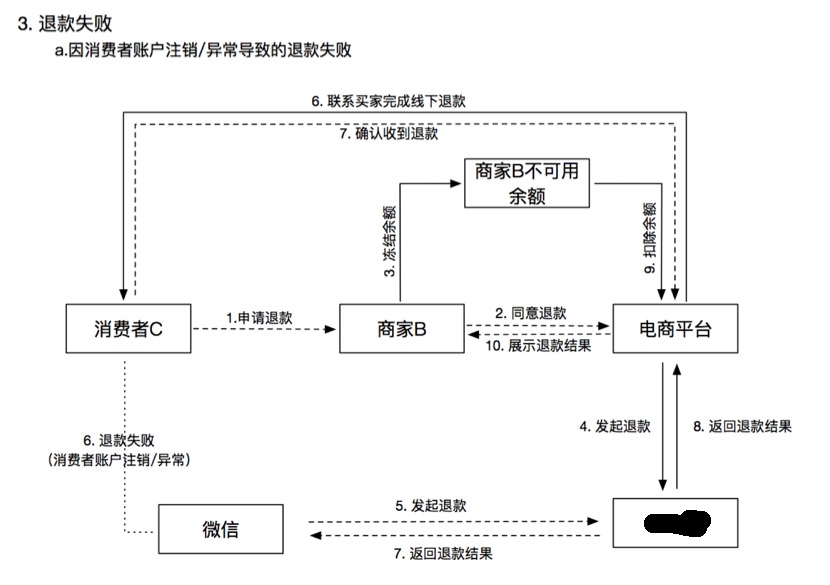 3. 退款失败
a.因消费者账户注销/异常导致的退款失败
6. 联系买家完成线下退款
7. 确认收到退款
商家B不可用
余额
3. 冻结余额
9. 扣除余额
消费者C
1.申请退款
商家B
2. 同意退款
10. 展示退款结果
电商平台
4. 发起退款
8. 返回退款结果
6. 退款失败
(消费者账户注销/异常)
微信
5. 发起退款
7. 返回退款结果